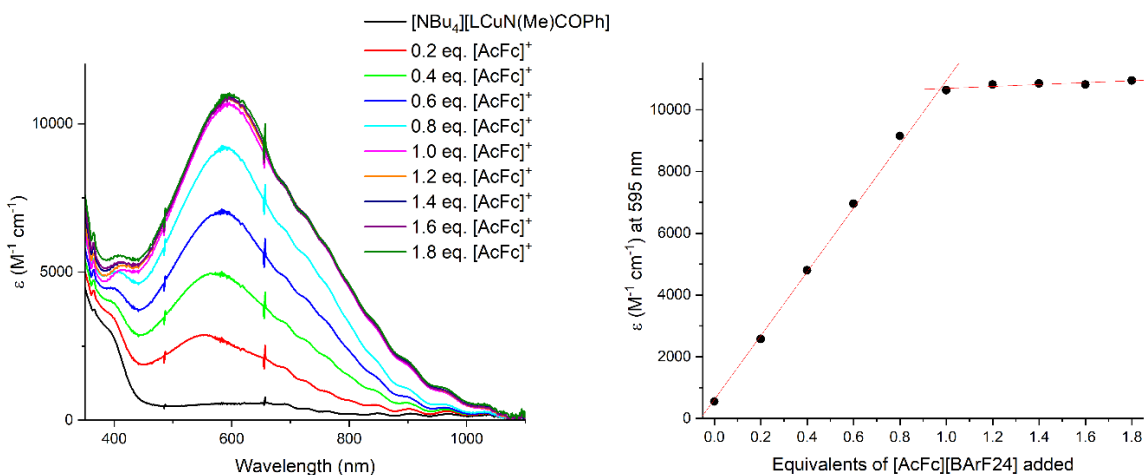 [NBu₄][LCuN(Me)COPh]
0.2 eq. [AcFc]⁺
0.4 eq. [AcFc]⁺
0.6 eq. [AcFc]⁺
0.8 eq. [AcFc]⁺
1.0 eq. [AcFc]⁺
1.2 eq. [AcFc]⁺
1.4 eq. [AcFc]⁺
1.6 eq. [AcFc]⁺
1.8 eq. [AcFc]⁺
ε (M⁻¹ cm⁻¹)
10000
5000
0
400 600 800 1000
Wavelength (nm)
ε (M⁻¹ cm⁻¹) at 595 nm
10000
8000
6000
4000
2000
0
0.0 0.2 0.4 0.6 0.8 1.0 1.2 1.4 1.6 1.8
Equivalents of [AcFc][BArF24] added